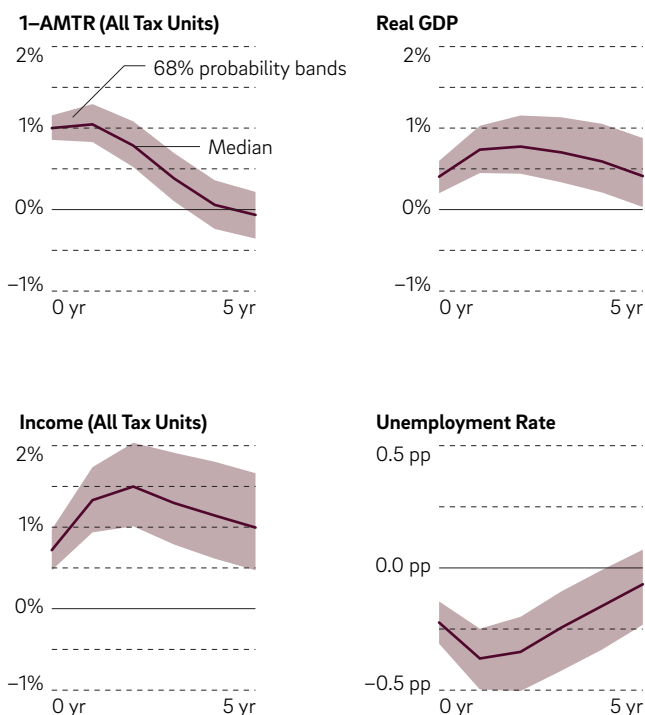 1–AMTR (All Tax Units)
2%
68% probability bands
1%
Median
0%
–1%
0 yr
5 yr
Real GDP
2%
1%
0%
–1%
0 yr
5 yr
Income (All Tax Units)
2%
1%
0%
–1%
0 yr
5 yr
Unemployment Rate
0.5 pp
0.0 pp
–0.5 pp
0 yr
5 yr